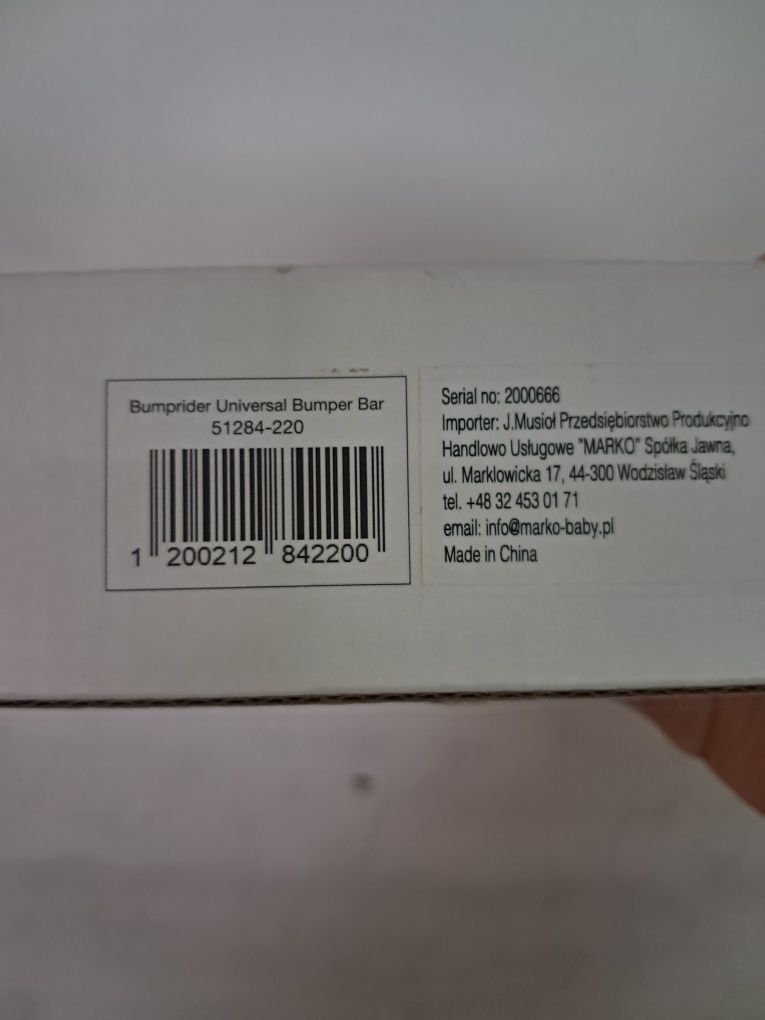 Bumprider Universal Bumper Bar
51284-220
1 200212 842200
Serial no: 2000666
Importer: J.Musioł Przedsiębiorstwo Produkcyjno
Handlowo Usługowe "MARKO" Spółka Jawna,
ul. Marklowicka 17, 44-300 Wodzisław Śląski
tel. +48 32 453 01 71
email: info@marko-baby.pl
Made in China